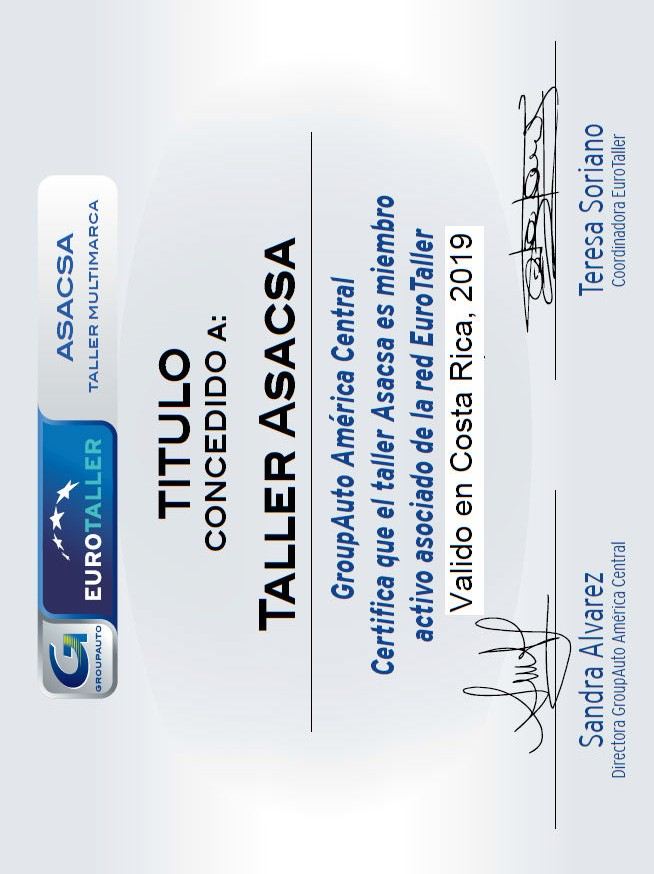 GROUPAUTO
EUROTALLER
ASACSA
TALLER MULTIMARCA
TITULO
CONCEDIDO A:
TALLER ASACSA
GroupAuto América Central
Certifica que el taller Asacsa es miembro
activo asociado de la red EuroTaller
Valido en Costa Rica, 2019
Sandra Alvarez
Directora GroupAuto América Central
Teresa Soriano
Coordinadora EuroTaller